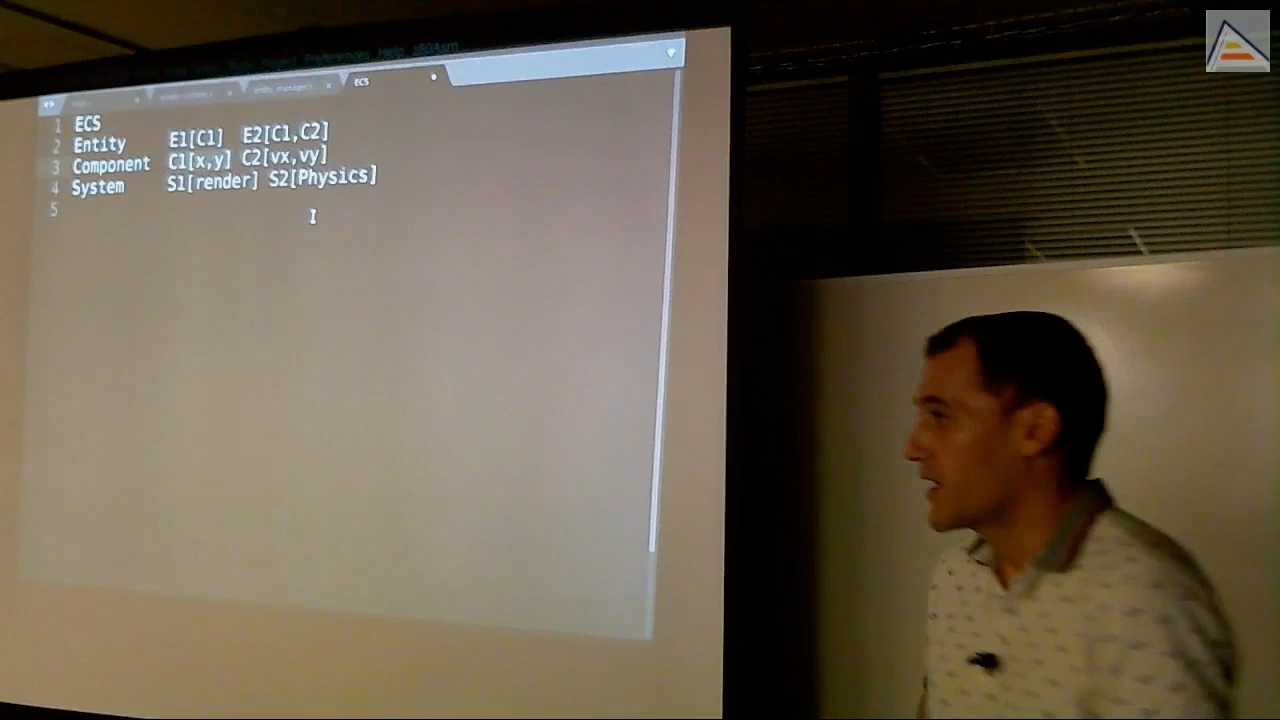 ECS
1 ECS
2 Entity E1[C1] E2[C1,C2]
3 Component C1[x,y] C2[vx,vy]
4 System S1[render] S2[Physics]
5